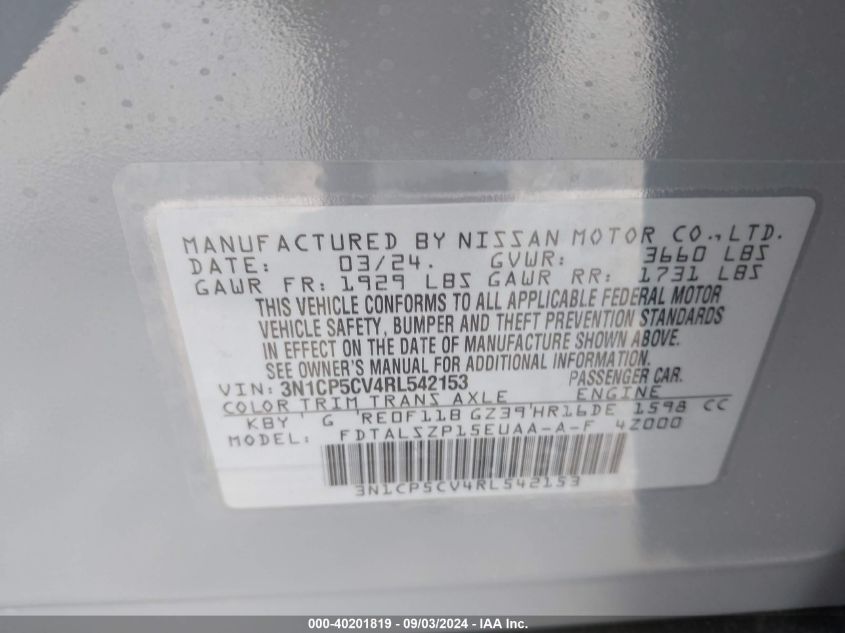 MANUFACTURED BY NISSAN MOTOR CO.,LTD.
DATE: 03/24. GVWR: 3660 LBS
GAWR FR: 1929 LBS GAWR RR: 1731 LBS
THIS VEHICLE CONFORMS TO ALL APPLICABLE FEDERAL MOTOR
VEHICLE SAFETY, BUMPER AND THEFT PREVENTION STANDARDS
IN EFFECT ON THE DATE OF MANUFACTURE SHOWN ABOVE.
SEE OWNER'S MANUAL FOR ADDITIONAL INFORMATION.
VIN: 3N1CP5CV4RL542153 PASSENGER CAR.
COLOR TRIM TRANS AXLE ENGINE
KBY G RE0F11B GZ39 HR16DE 1598 CC
MODEL: FDTALSZP15EUAA-A-F 4Z000
3N1CP5CV4RL542153
000-40201819 - 09/03/2024 - IAA Inc.